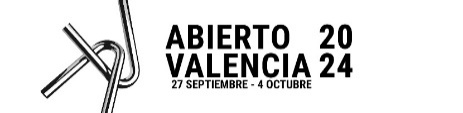 ABIERTO 20
VALENCIA 24
27 SEPTIEMBRE - 4 OCTUBRE